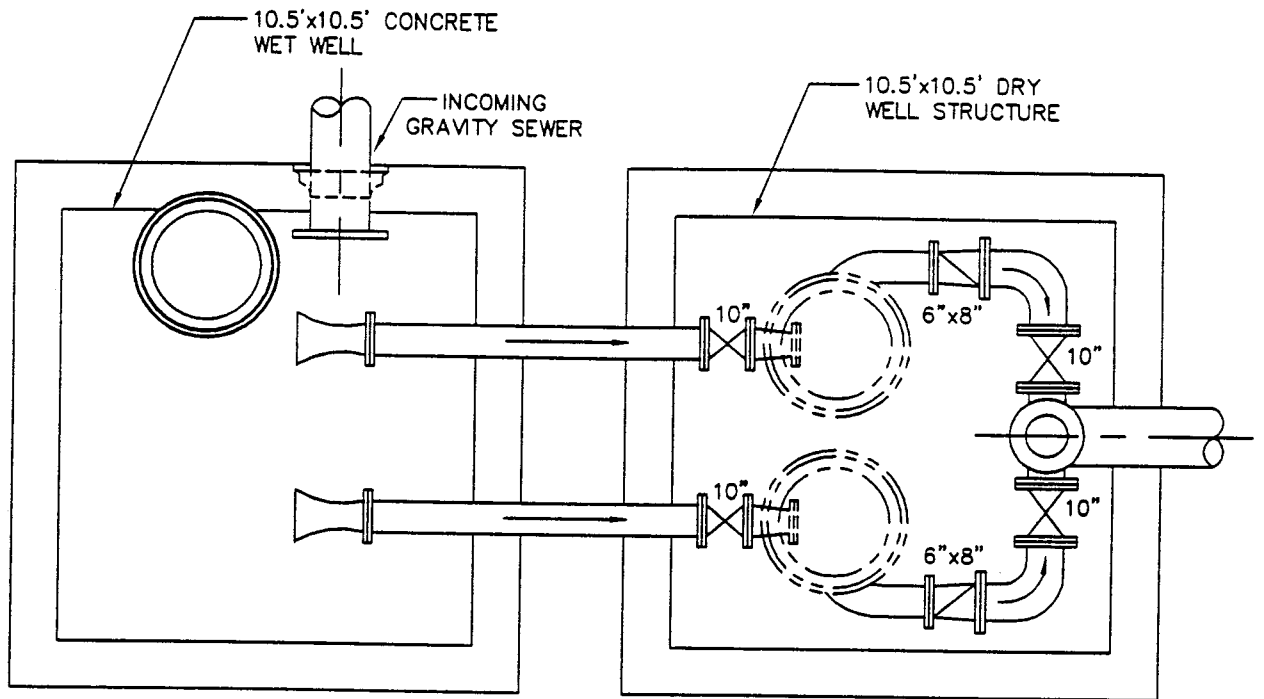 10.5'x10.5' CONCRETE
WET WELL
INCOMING
GRAVITY SEWER
10.5'x10.5' DRY
WELL STRUCTURE
10"
6"x8"
10"
10"
10"
6"x8"